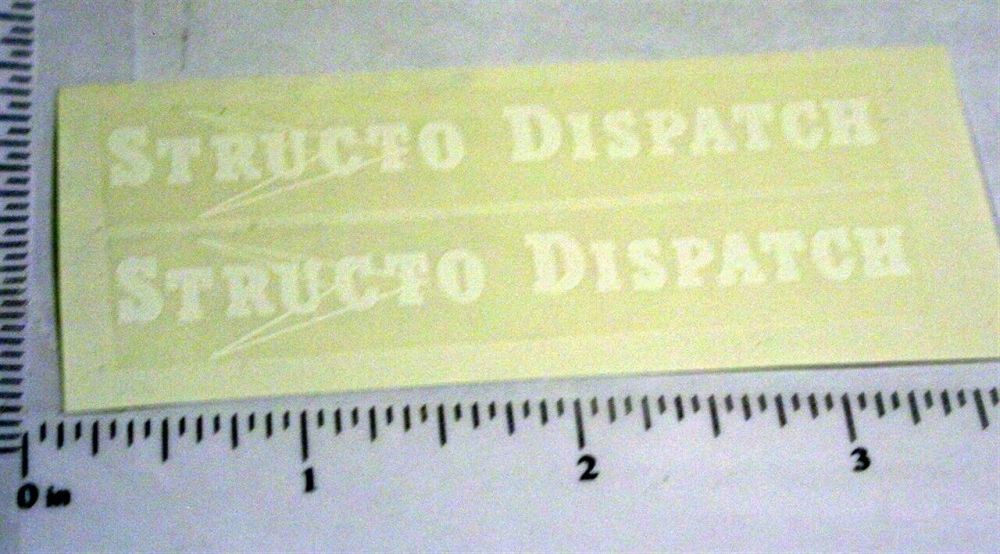 STRUCTO DISPATCH
STRUCTO DISPATCH
0 in 1 2 3